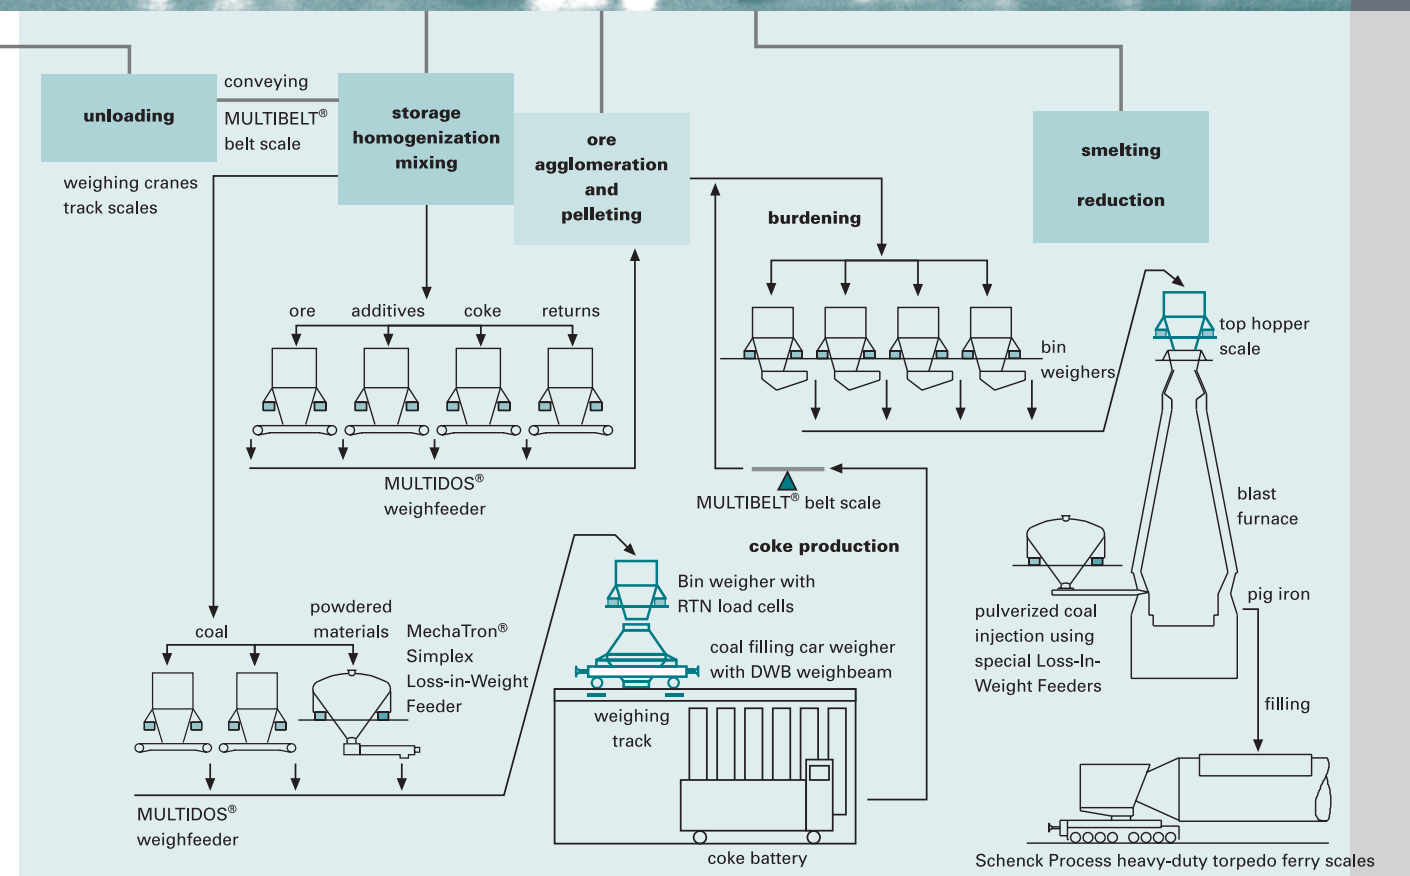 unloading
conveying
MULTIBELT®
belt scale
weighing cranes
track scales
storage
homogenization
mixing
ore
agglomeration
and
pelleting
burdening
smelting
reduction
ore
additives
coke
returns
MULTIDOS®
weighfeeder
bin
weighers
top hopper
scale
MULTIBELT® belt scale
blast
furnace
coke production
Bin weigher with
RTN load cells
coal filling car weigher
with DWB weighbeam
weighing
track
coal
powdered
materials
MechaTron®
Simplex
Loss-in-Weight
Feeder
pulverized coal
injection using
special Loss-In-
Weight Feeders
pig iron
filling
MULTIDOS®
weighfeeder
coke battery
Schenck Process heavy-duty torpedo ferry scales